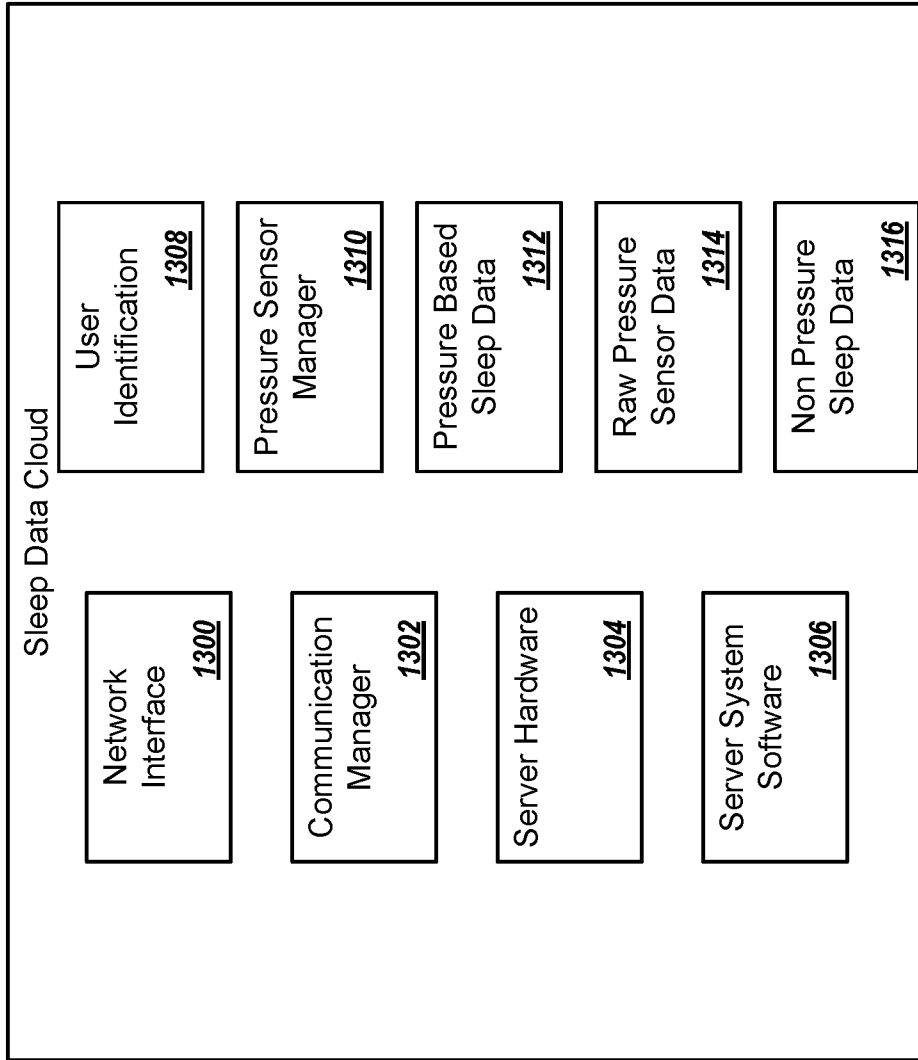 Sleep Data Cloud
Network
Interface
1300
Communication
Manager
1302
Server Hardware
1304
Server System
Software
1306
User
Identification
1308
Pressure Sensor
Manager
1310
Pressure Based
Sleep Data
1312
Raw Pressure
Sensor Data
1314
Non Pressure
Sleep Data
1316